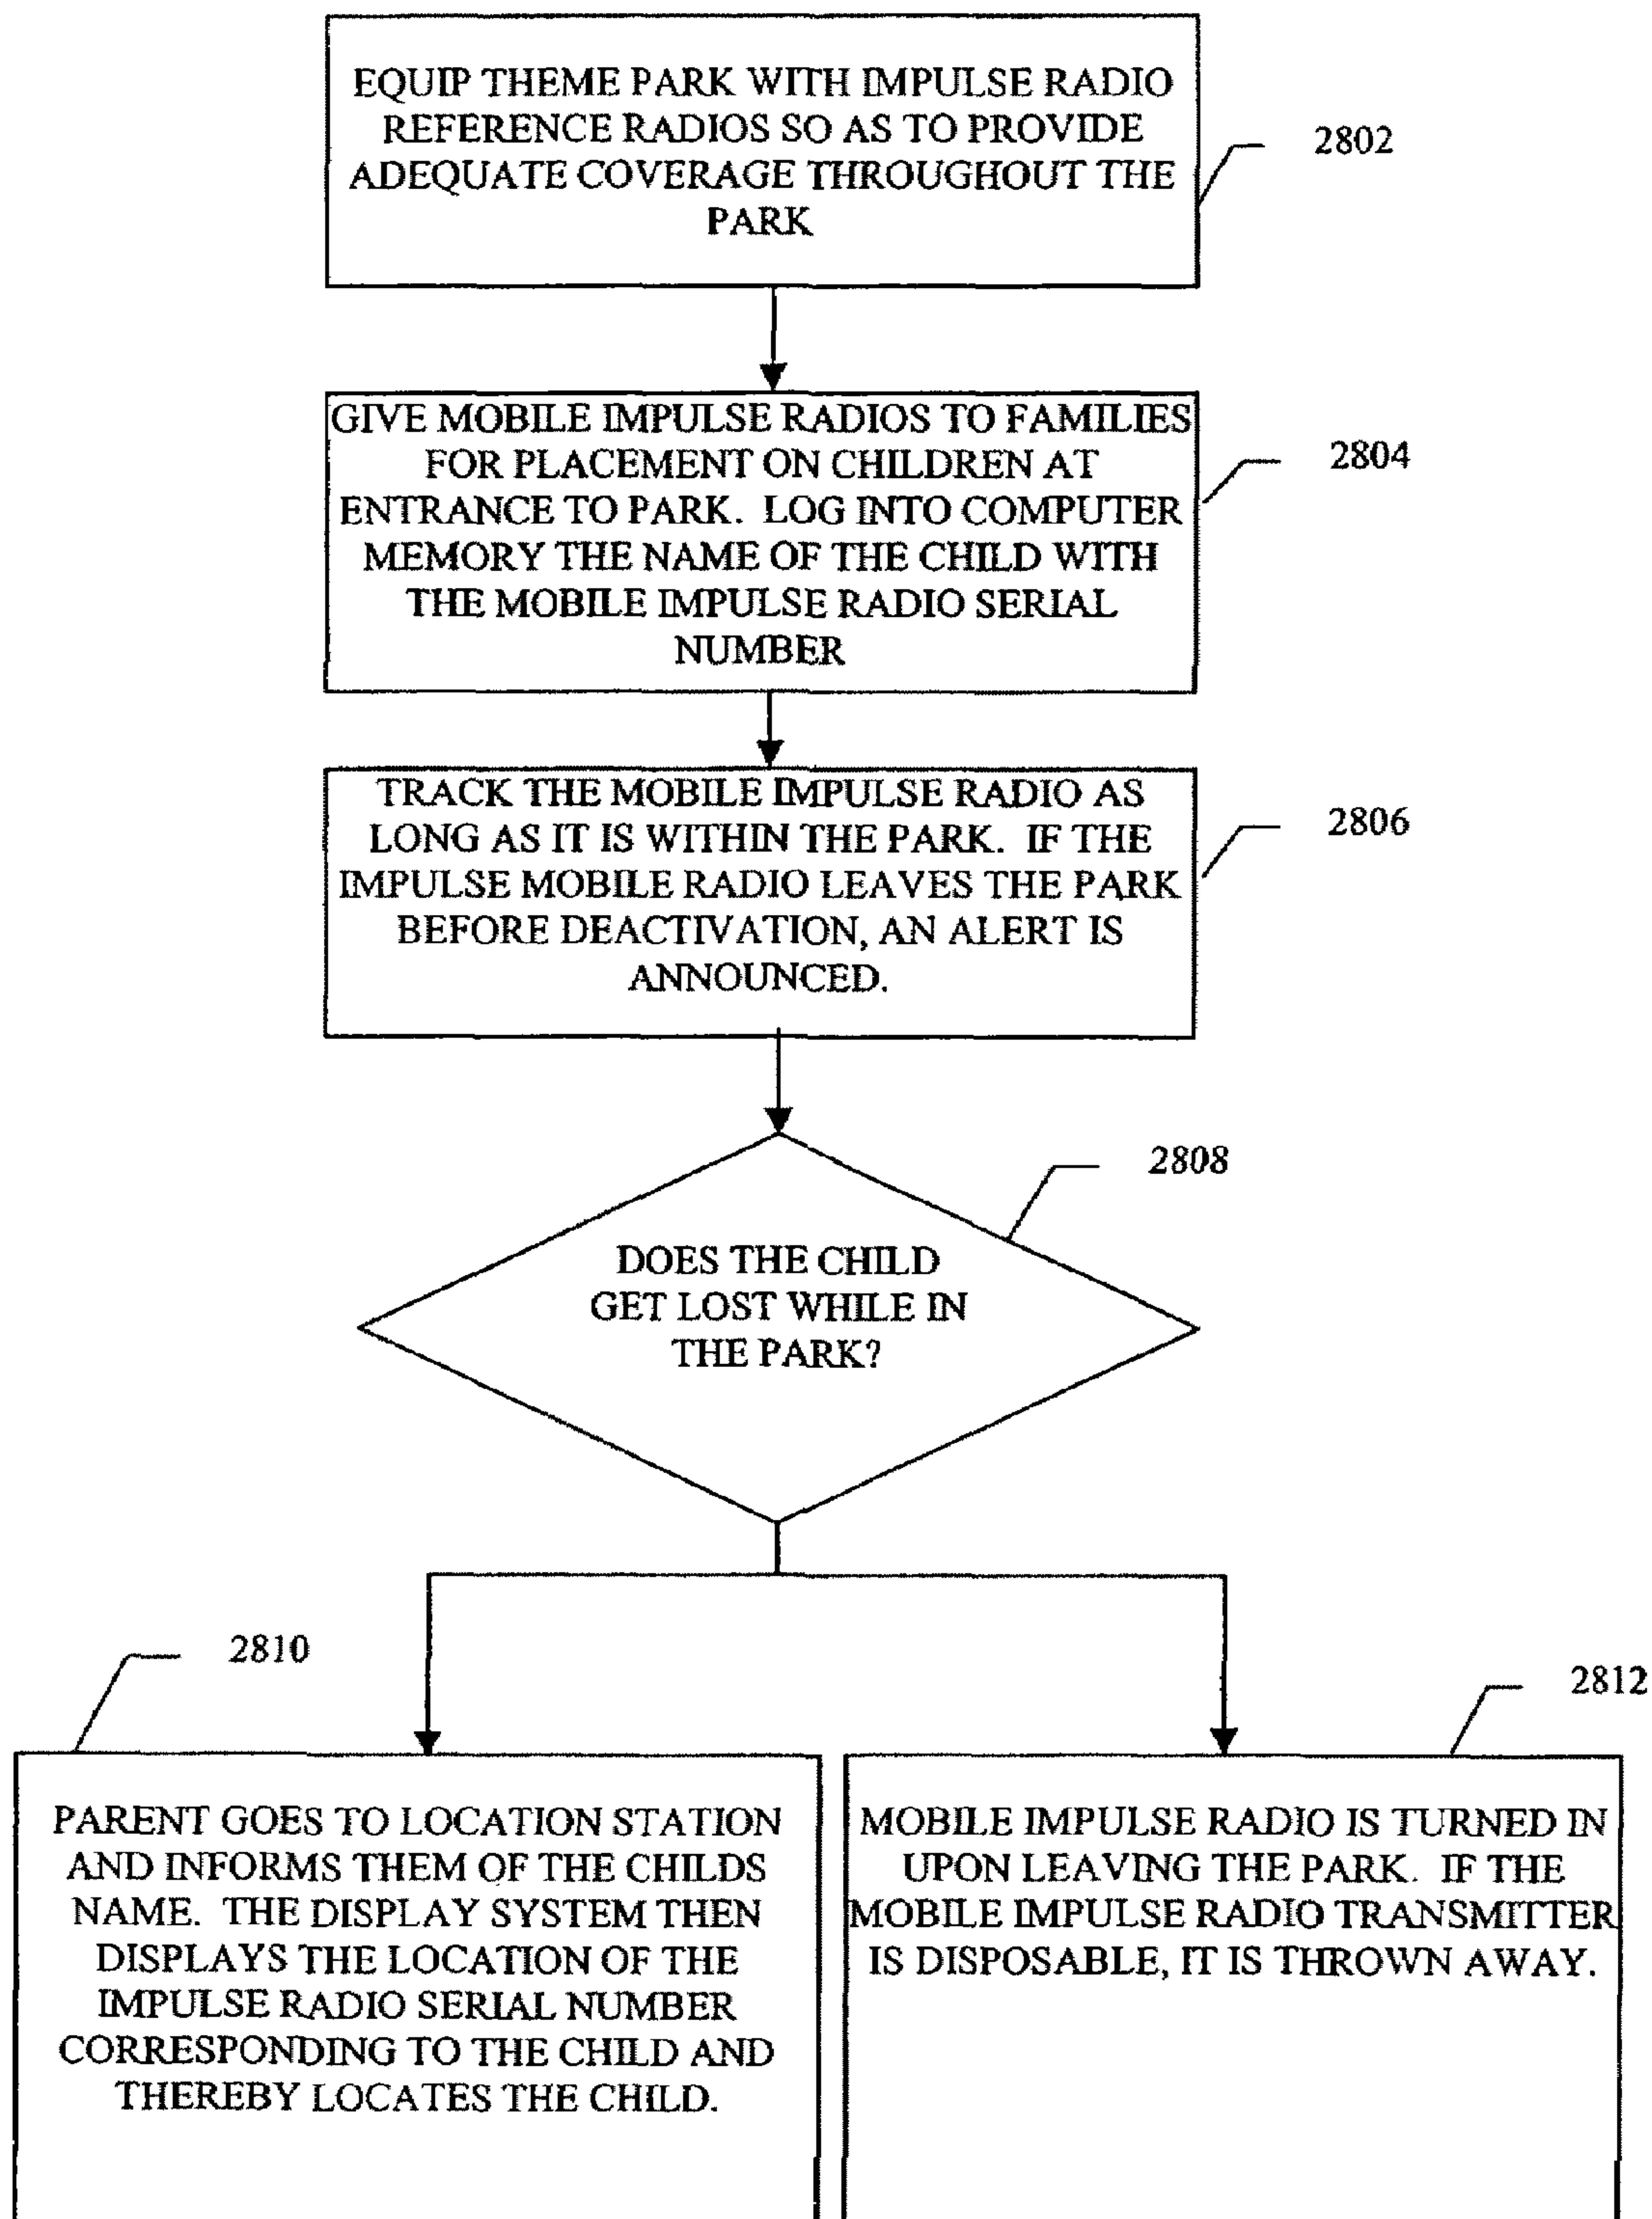 EQUIP THEME PARK WITH IMPULSE RADIO
REFERENCE RADIOS SO AS TO PROVIDE
ADEQUATE COVERAGE THROUGHOUT THE
PARK
2802
GIVE MOBILE IMPULSE RADIOS TO FAMILIES
FOR PLACEMENT ON CHILDREN AT
ENTRANCE TO PARK. LOG INTO COMPUTER
MEMORY THE NAME OF THE CHILD WITH
THE MOBILE IMPULSE RADIO SERIAL
NUMBER
2804
TRACK THE MOBILE IMPULSE RADIO AS
LONG AS IT IS WITHIN THE PARK. IF THE
IMPULSE MOBILE RADIO LEAVES THE PARK
BEFORE DEACTIVATION, AN ALERT IS
ANNOUNCED.
2806
DOES THE CHILD
GET LOST WHILE IN
THE PARK?
2808
2810
PARENT GOES TO LOCATION STATION
AND INFORMS THEM OF THE CHILDS
NAME. THE DISPLAY SYSTEM THEN
DISPLAYS THE LOCATION OF THE
IMPULSE RADIO SERIAL NUMBER
CORRESPONDING TO THE CHILD AND
THEREBY LOCATES THE CHILD.
2812
MOBILE IMPULSE RADIO IS TURNED IN
UPON LEAVING THE PARK. IF THE
MOBILE IMPULSE RADIO TRANSMITTER
IS DISPOSABLE, IT IS THROWN AWAY.